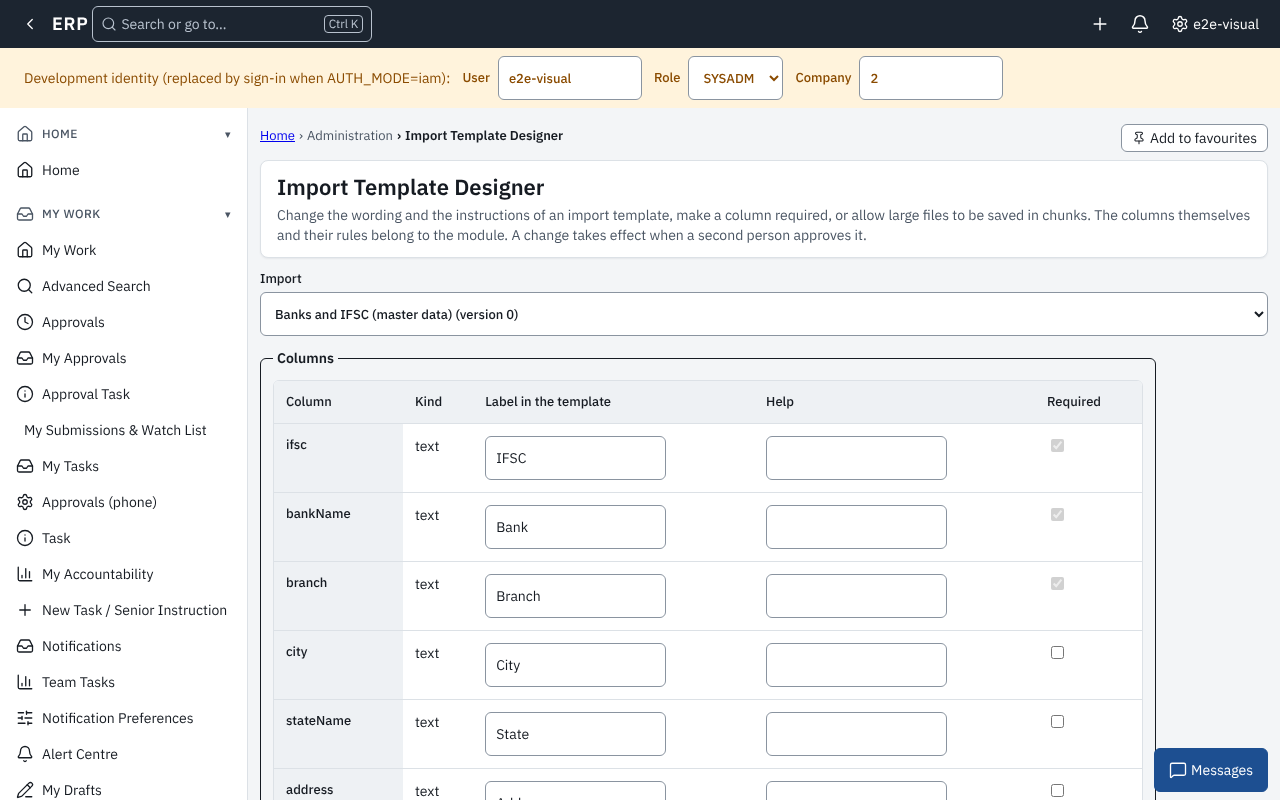 ERP
Search or go to...
Ctrl K
e2e-visual
Development identity (replaced by sign-in when AUTH_MODE=iam):
User
e2e-visual
Role
SYSADM
Company
2
HOME
Home
MY WORK
My Work
Advanced Search
Approvals
My Approvals
Approval Task
My Submissions & Watch List
My Tasks
Approvals (phone)
Task
My Accountability
New Task / Senior Instruction
Notifications
Team Tasks
Notification Preferences
Alert Centre
My Drafts
Home › Administration › Import Template Designer
Add to favourites
Import Template Designer
Change the wording and the instructions of an import template, make a column required, or allow large files to be saved in chunks. The columns themselves
and their rules belong to the module. A change takes effect when a second person approves it.
Import
Banks and IFSC (master data) (version 0)
Columns
Column Kind Label in the template Help Required
ifsc text IFSC
bankName text Bank
branch text Branch
city text City
stateName text State
address text
Messages